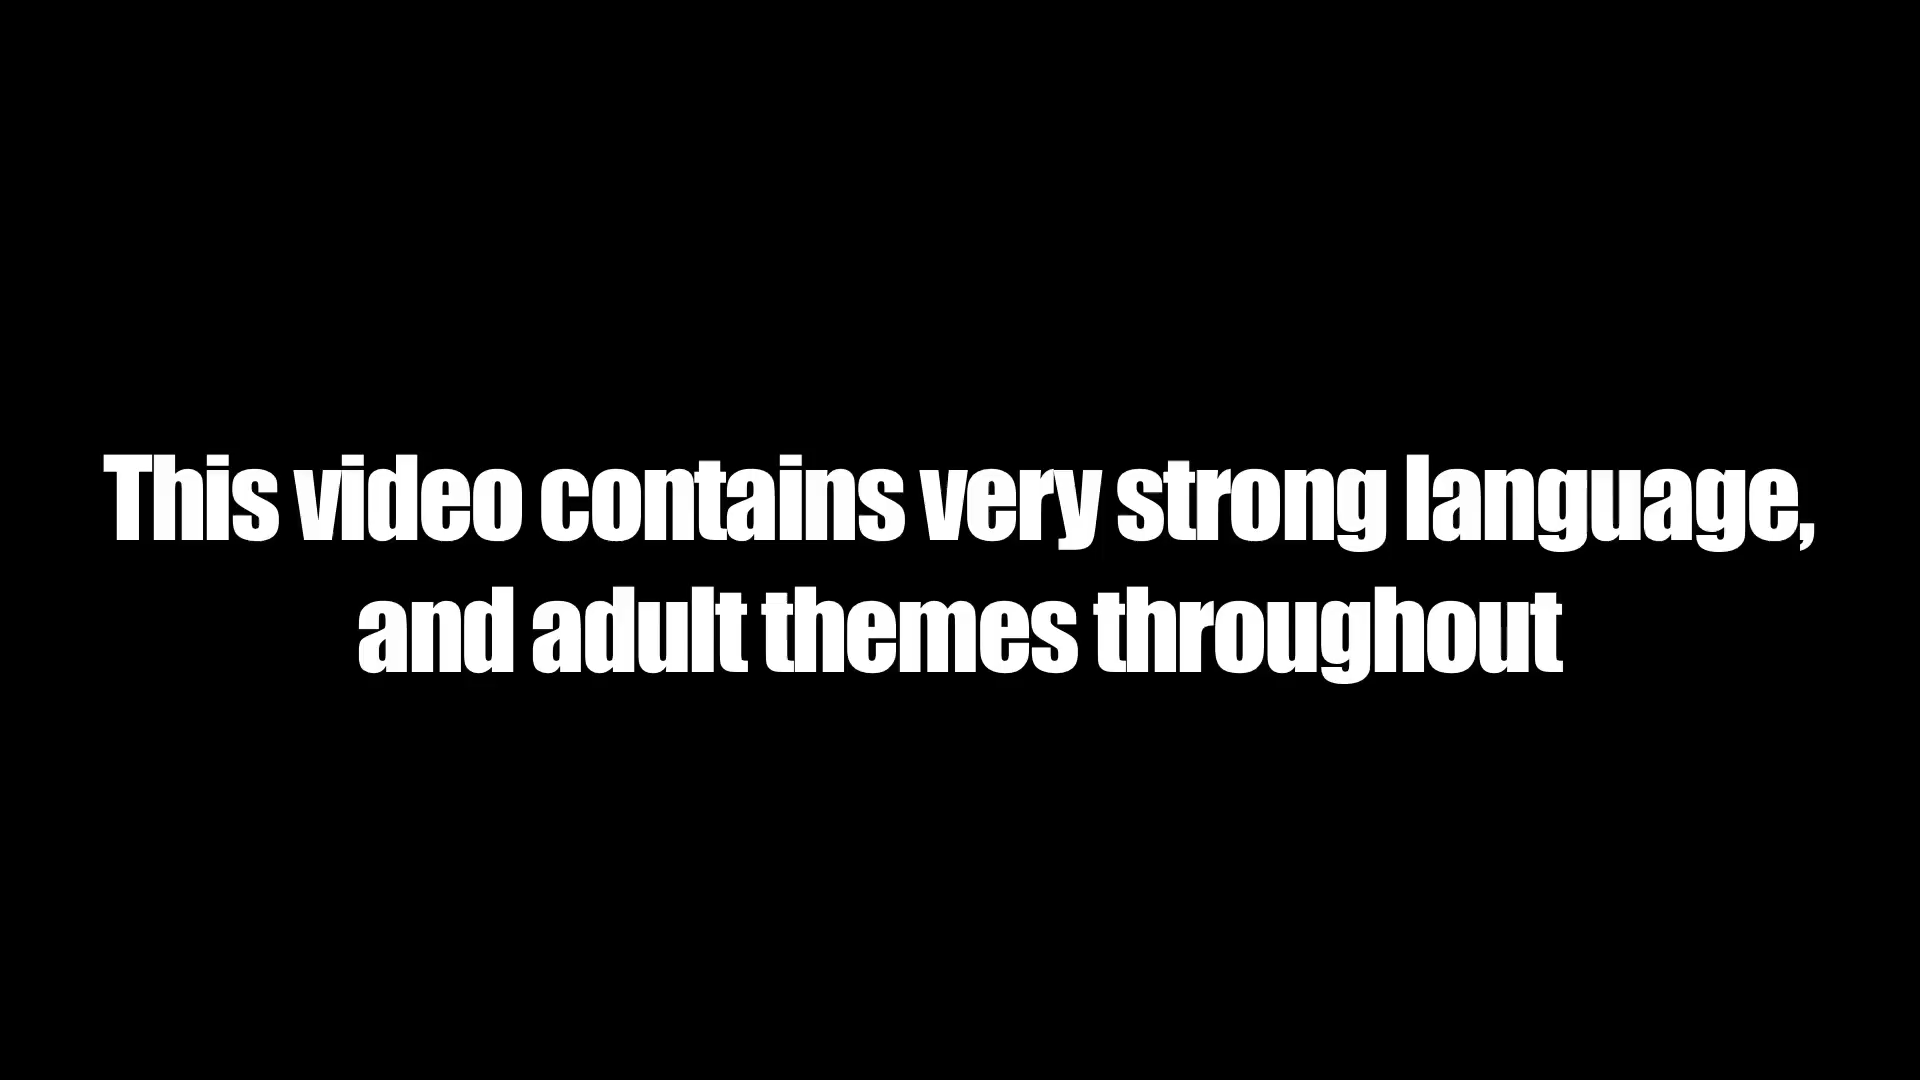 This video contains very strong language,
and adult themes throughout